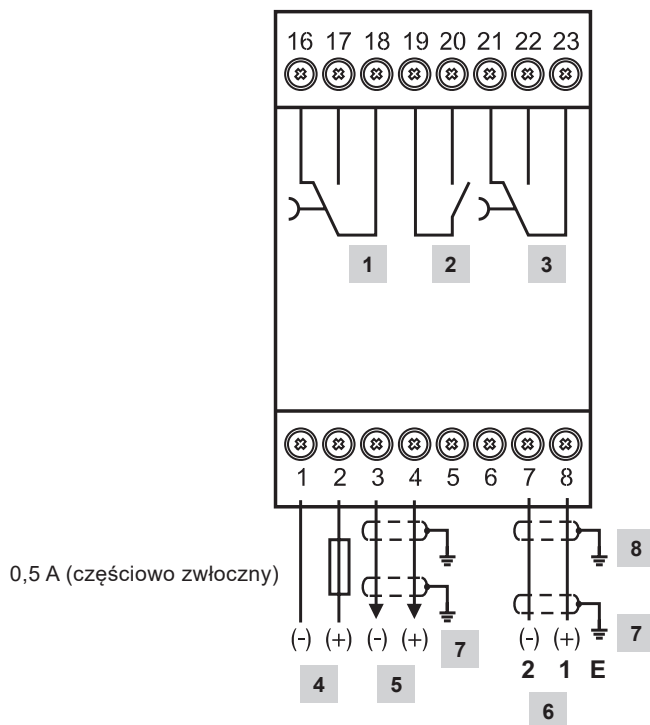 16 17 18 19 20 21 22 23
1 2 3
1 2 3 4 5 6 7 8
8
0,5 A (częściowo zwłoczny)
(-) (+) (-) (+) 7 (-) (+) 7
2 1 E
4 5 6